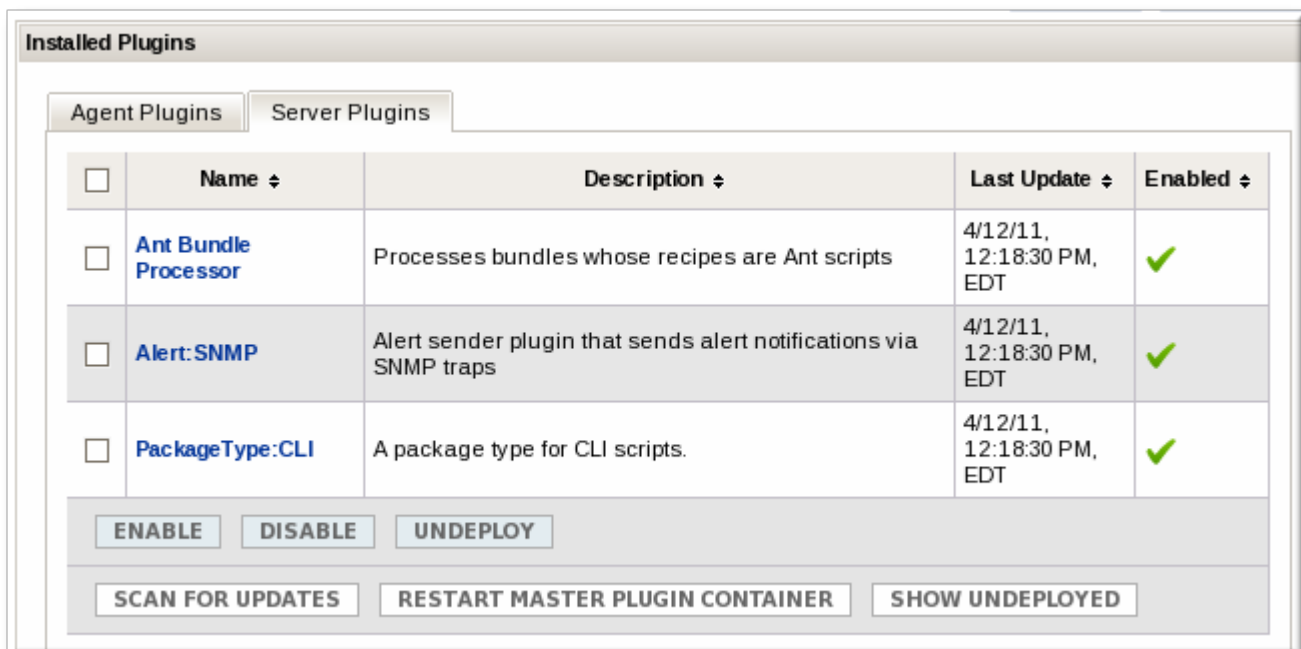 Installed Plugins
Agent Plugins Server Plugins
Name Description Last Update Enabled
Ant Bundle
Processor
Processes bundles whose recipes are Ant scripts
4/12/11,
12:18:30 PM,
EDT
Alert:SNMP
Alert sender plugin that sends alert notifications via
SNMP traps
4/12/11,
12:18:30 PM,
EDT
PackageType:CLI
A package type for CLI scripts.
4/12/11,
12:18:30 PM,
EDT
ENABLE DISABLE UNDEPLOY
SCAN FOR UPDATES RESTART MASTER PLUGIN CONTAINER SHOW UNDEPLOYED